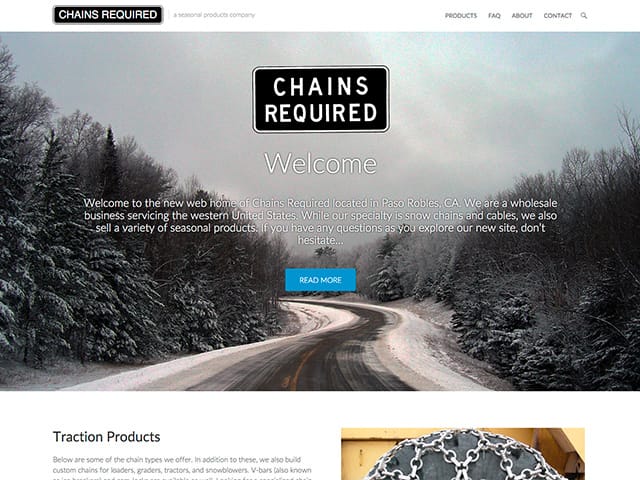 CHAINS REQUIRED
a seasonal products company
PRODUCTS FAQ ABOUT CONTACT
CHAINS
REQUIRED
Welcome
Welcome to the new web home of Chains Required located in Paso Robles, CA. We are a wholesale
business servicing the western United States. While our specialty is snow chains and cables, we also
sell a variety of seasonal products. If you have any questions as you explore our new site, don't
hesitate...
READ MORE
Traction Products
Below are some of the chain types we offer. In addition to these, we also build
custom chains for loaders, graders, tractors, and snowblowers. V-bars (also known